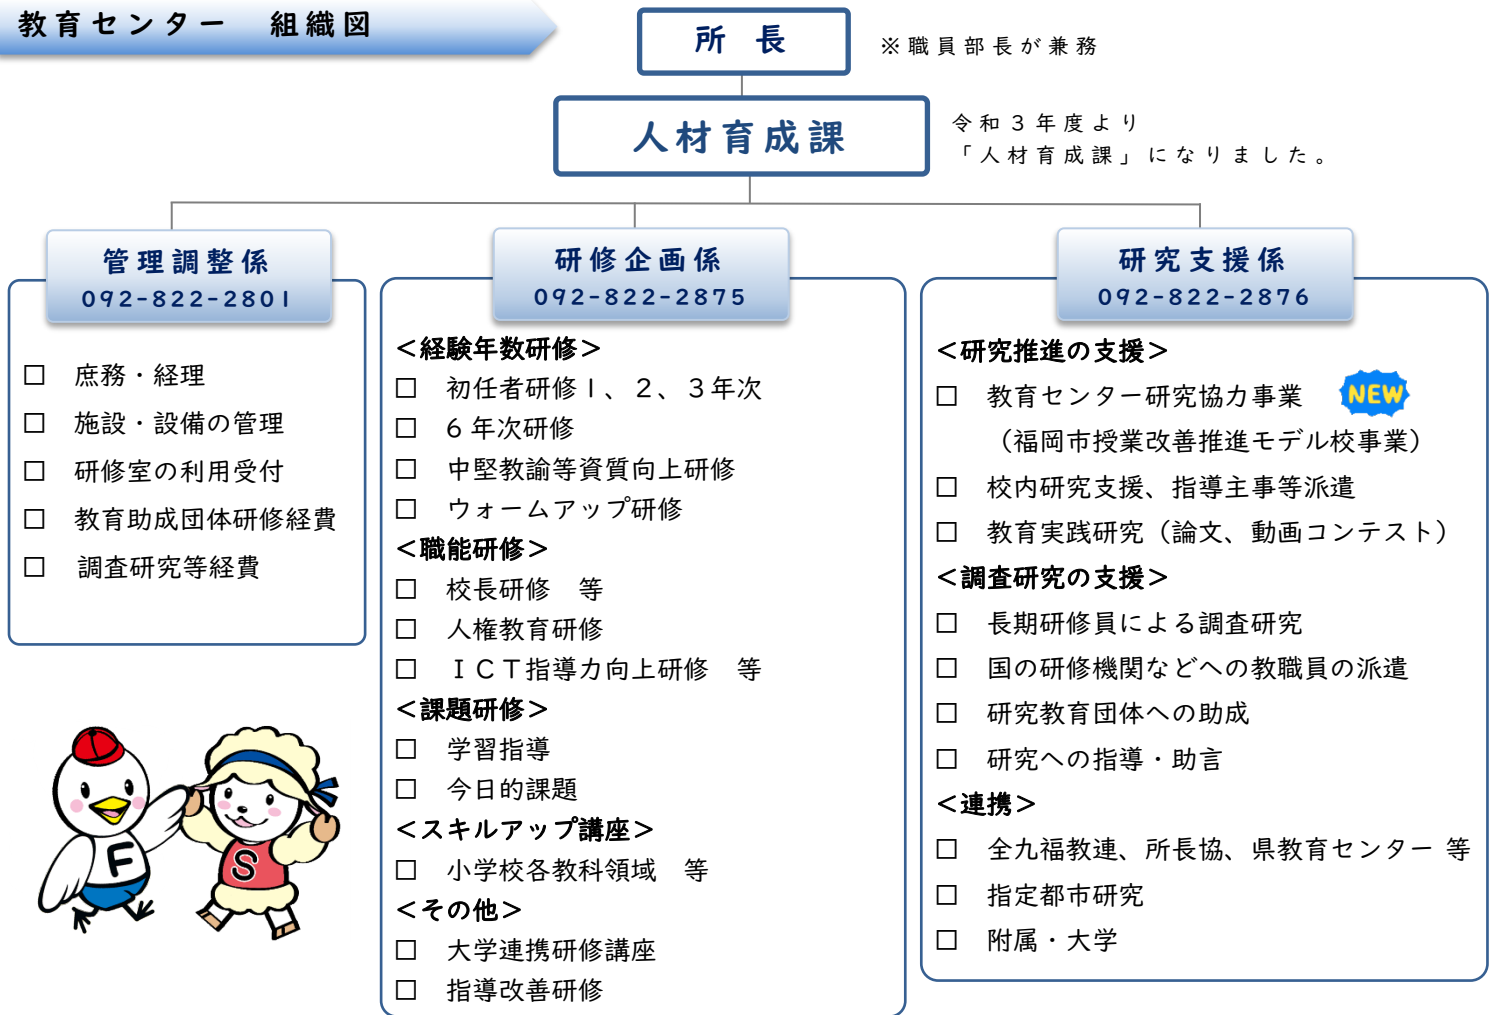 教育センター　組織図
所 長
※職員部長が兼務
人材育成課
令和３年度より
「人材育成課」になりました。
管理調整係
092-822-2801
□　庶務・経理
□　施設・設備の管理
□　研修室の利用受付
□　教育助成団体研修経費
□　調査研究等経費
研修企画係
092-822-2875
＜経験年数研修＞
□　初任者研修１、２、３年次
□　６年次研修
□　中堅教諭等資質向上研修
□　ウォームアップ研修
＜職能研修＞
□　校長研修　等
□　人権教育研修
□　ＩＣＴ指導力向上研修　等
＜課題研修＞
□　学習指導
□　今日的課題
＜スキルアップ講座＞
□　小学校各教科領域　等
＜その他＞
□　大学連携研修講座
□　指導改善研修
研究支援係
092-822-2876
＜研究推進の支援＞
□　教育センター研究協力事業　NEW
（福岡市授業改善推進モデル校事業）
□　校内研究支援、指導主事等派遣
□　教育実践研究（論文、動画コンテスト）
＜調査研究の支援＞
□　長期研修員による調査研究
□　国の研修機関などへの教職員の派遣
□　研究教育団体への助成
□　研究への指導・助言
＜連携＞
□　全九福教連、所長協、県教育センター 等
□　指定都市研究
□　附属・大学
F
S